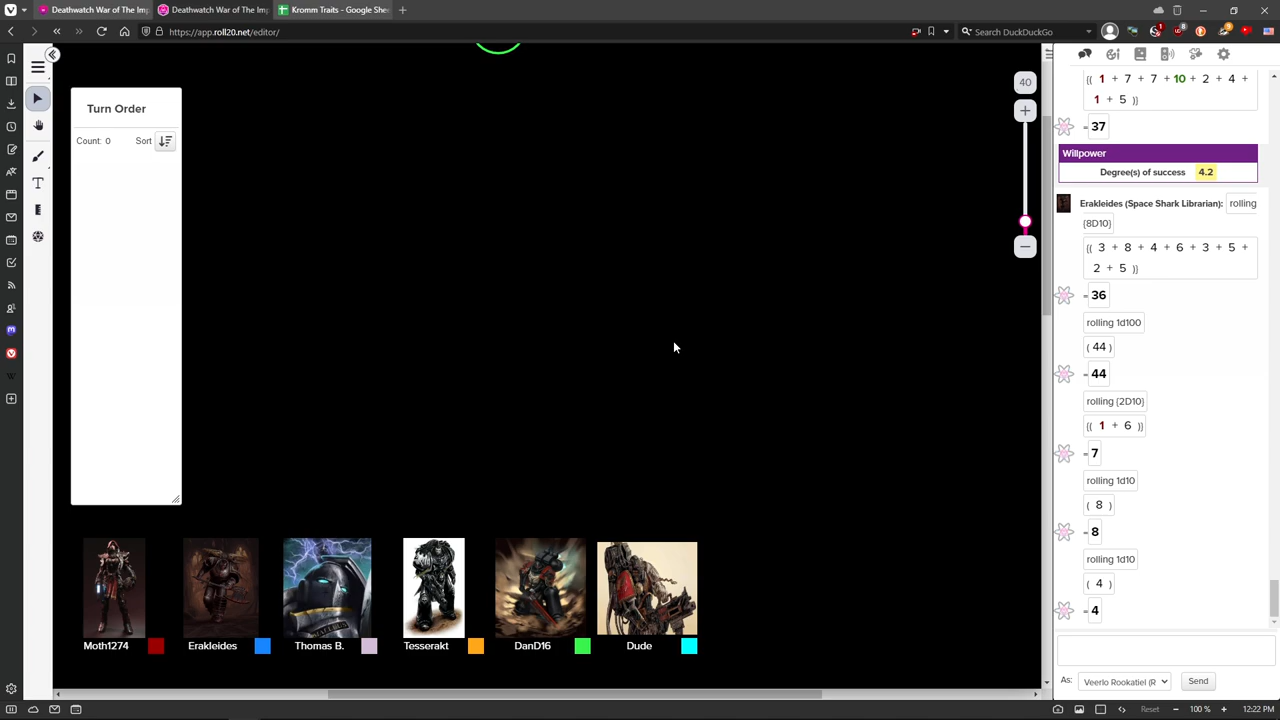 Deathwatch War of The Imp
Deathwatch War of The Imp
Kromm Traits - Google She
https://app.roll20.net/editor/
Search DuckDuckGo
Turn Order
Count: 0 Sort
40
{( 1 + 7 + 7 + 10 + 2 + 4 +
1 + 5 )}
= 37
Willpower
Degree(s) of success 4.2
Erakleides (Space Shark Librarian): rolling
{8D10}
{( 3 + 8 + 4 + 6 + 3 + 5 +
2 + 5 )}
= 36
rolling 1d100
( 44 )
= 44
rolling {2D10}
{( 1 + 6 )}
= 7
rolling 1d10
( 8 )
= 8
rolling 1d10
( 4 )
= 4
Moth1274
Erakleides
Thomas B.
Tesserakt
DanD16
Dude
As: Veerlo Rookatiel (R Send
Reset 100 % 12:22 PM